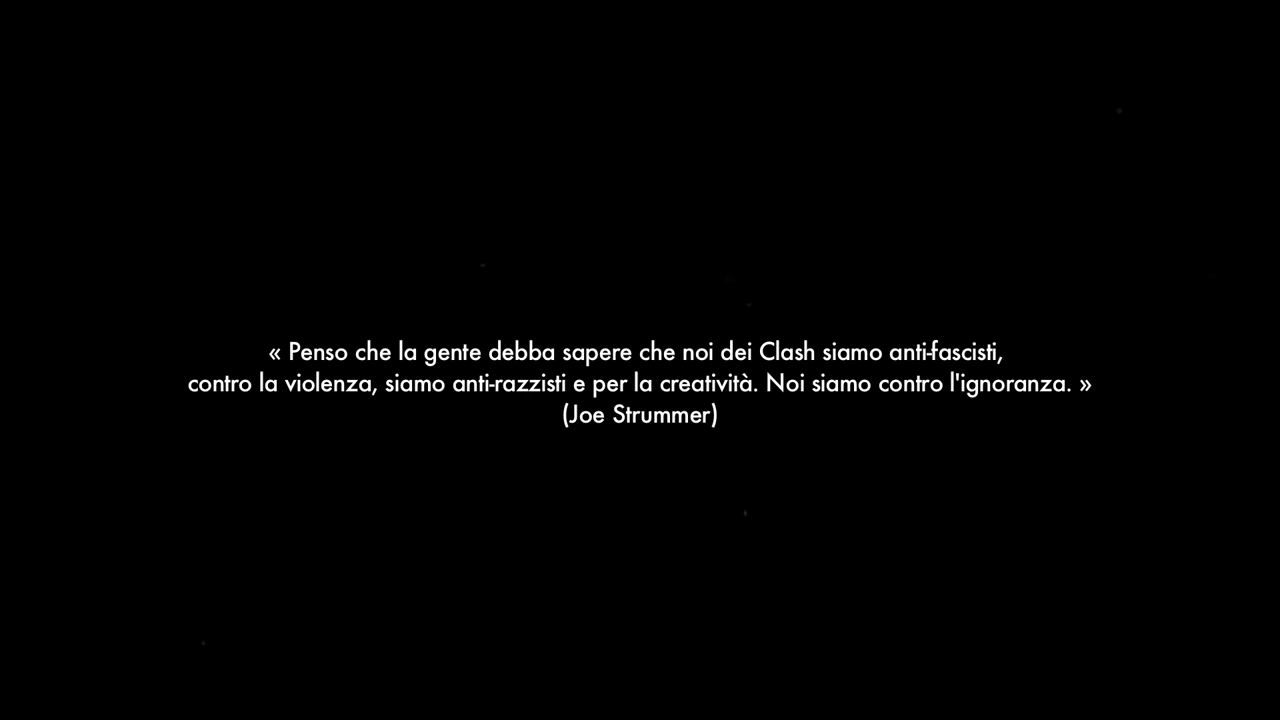 « Penso che la gente debba sapere che noi dei Clash siamo anti-fascisti,
contro la violenza, siamo anti-razzisti e per la creatività. Noi siamo contro l'ignoranza. »
(Joe Strummer)